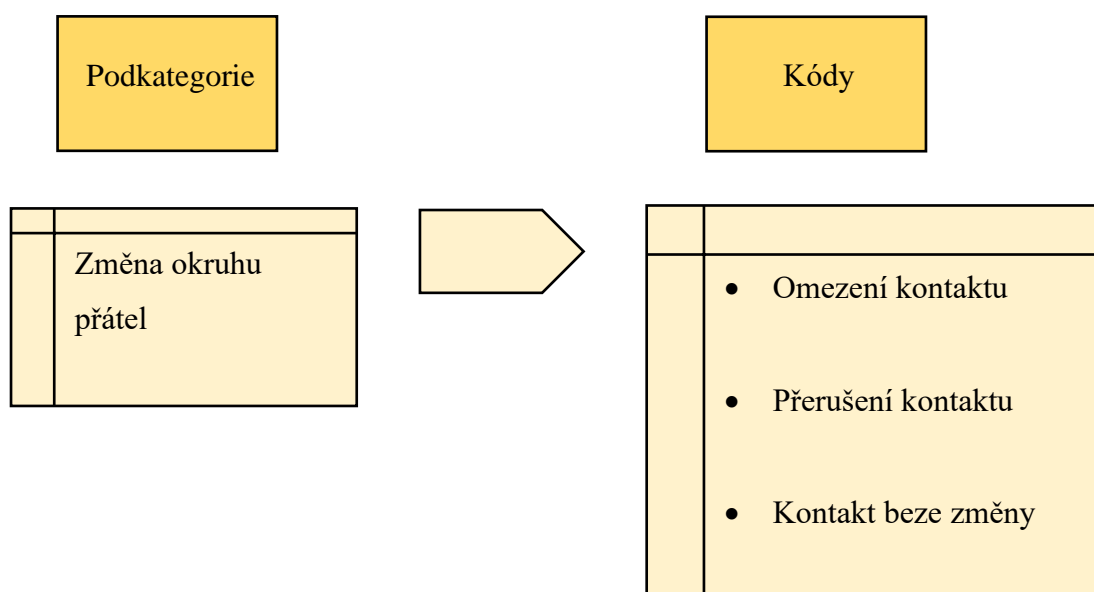 Podkategorie
Kódy
Změna okruhu
přátel
• Omezení kontaktu
• Přerušení kontaktu
• Kontakt beze změny